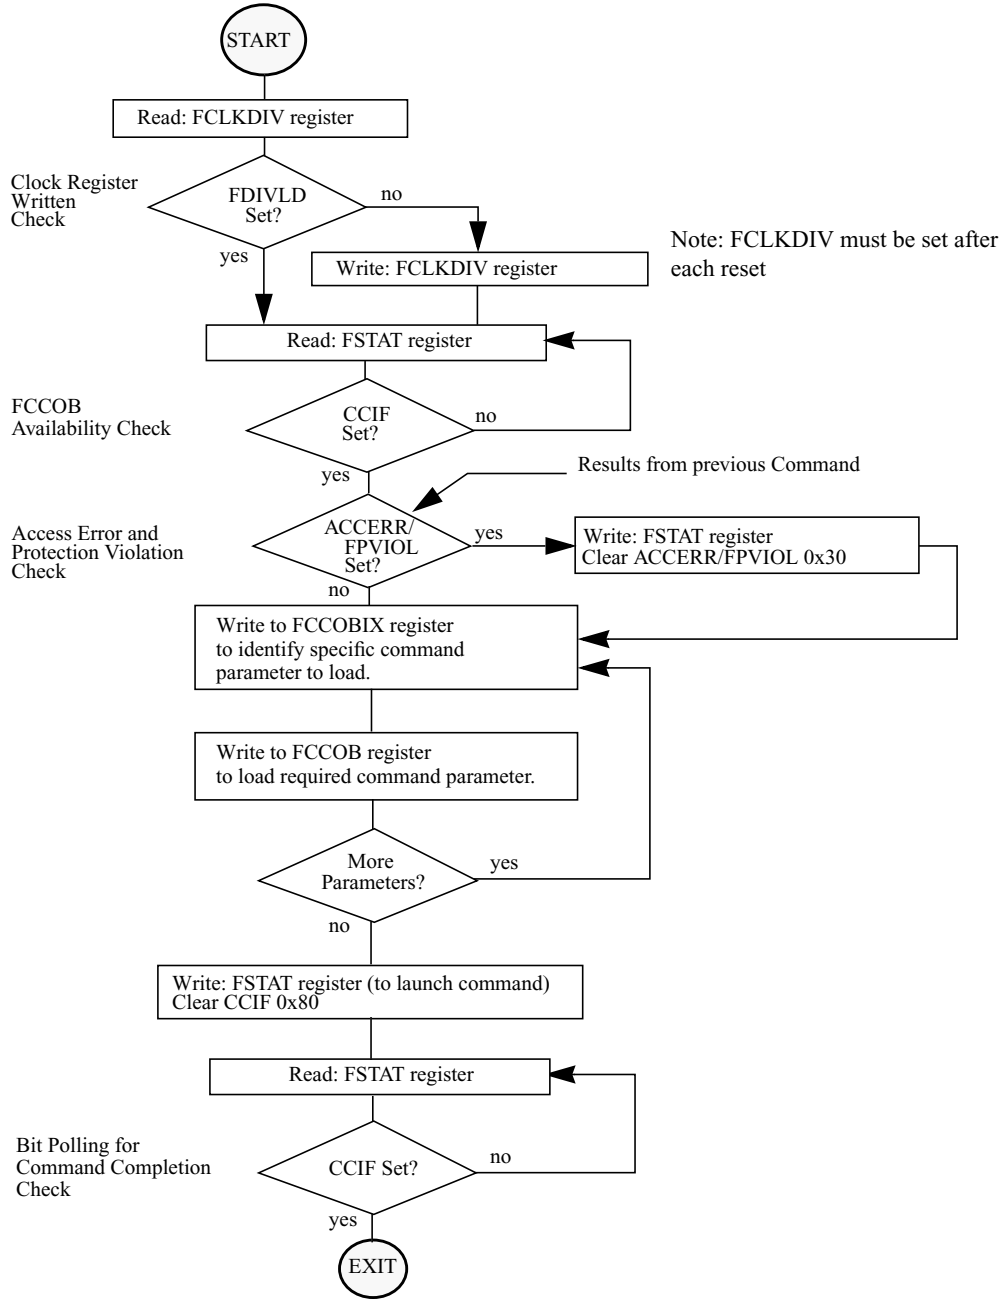 START
Read: FCLKDIV register
Clock Register
Written
Check
FDIVLD
Set?
no
yes
Write: FCLKDIV register
Note: FCLKDIV must be set after
each reset
Read: FSTAT register
FCCOB
Availability Check
CCIF
Set?
no
yes
Results from previous Command
Access Error and
Protection Violation
Check
ACCERR/
FPVIOL
Set?
yes
no
Write: FSTAT register
Clear ACCERR/FPVIOL 0x30
Write to FCCOBIX register
to identify specific command
parameter to load.
Write to FCCOB register
to load required command parameter.
More
Parameters?
yes
no
Write: FSTAT register (to launch command)
Clear CCIF 0x80
Read: FSTAT register
Bit Polling for
Command Completion
Check
CCIF Set?
no
yes
EXIT